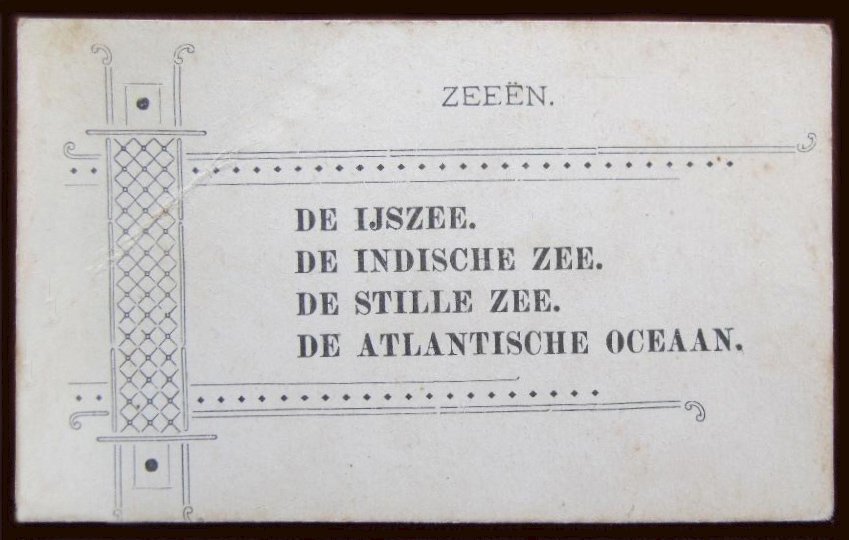 ZEEËN.
DE IJSZEE.
DE INDISCHE ZEE.
DE STILLE ZEE.
DE ATLANTISCHE OCEAAN.